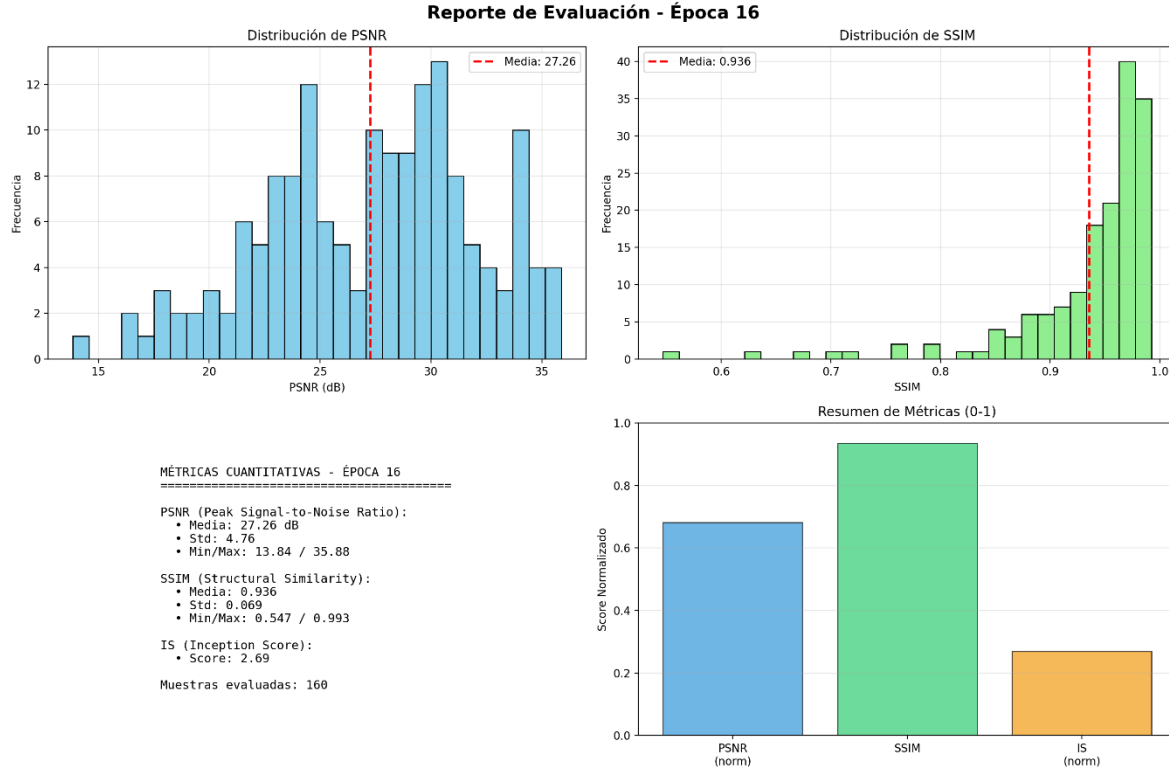 Reporte de Evaluación - Época 16
Distribución de PSNR
Media: 27.26
12
10
8
6
4
2
0
Frecuencia
15
20
25
30
35
PSNR (dB)
Distribución de SSIM
Media: 0.936
40
35
30
25
20
15
10
5
0
Frecuencia
0.6
0.7
0.8
0.9
1.0
SSIM
MÉTRICAS CUANTITATIVAS - ÉPOCA 16
========================================
PSNR (Peak Signal-to-Noise Ratio):
• Media: 27.26 dB
• Std: 4.76
• Min/Max: 13.84 / 35.88
SSIM (Structural Similarity):
• Media: 0.936
• Std: 0.069
• Min/Max: 0.547 / 0.993
IS (Inception Score):
• Score: 2.69
Muestras evaluadas: 160
Resumen de Métricas (0-1)
1.0
0.8
0.6
0.4
0.2
0.0
Score Normalizado
PSNR
(norm)
SSIM
IS
(norm)